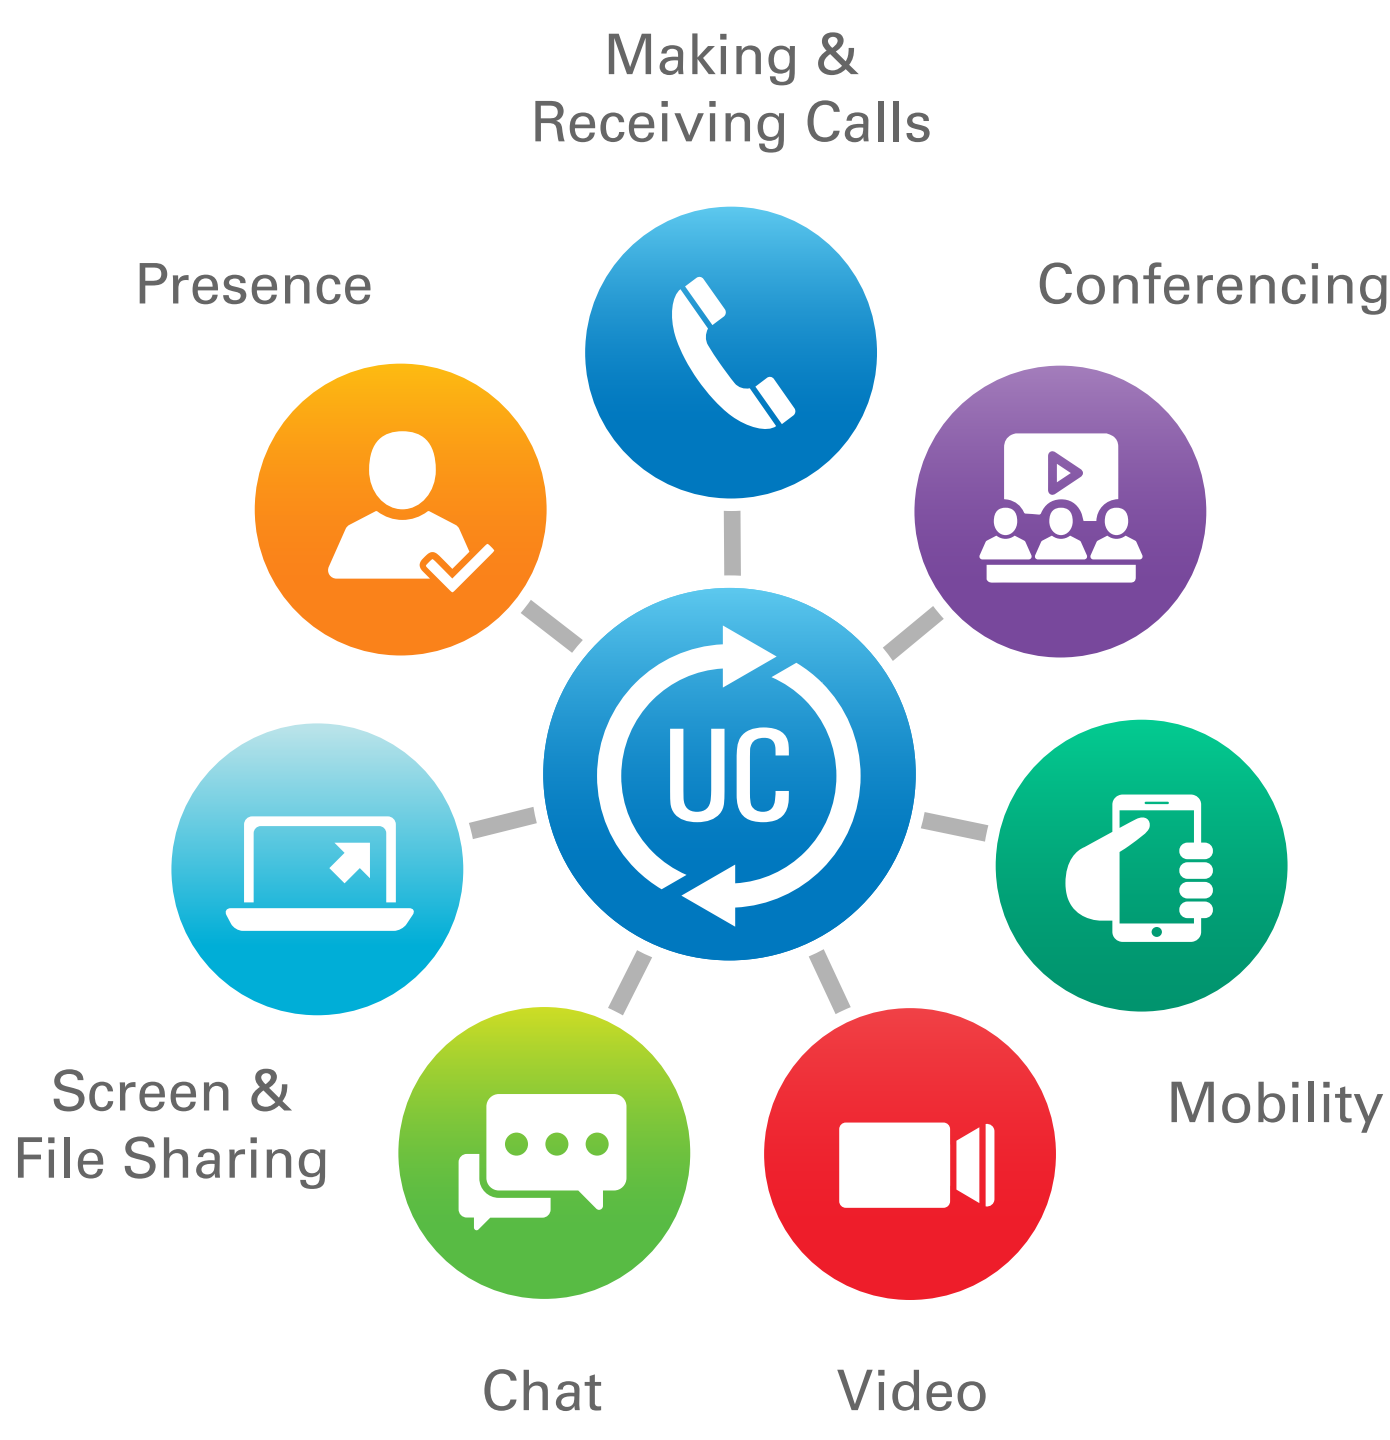 Making &
Receiving Calls
Presence
Conferencing
UC
Screen &
File Sharing
Mobility
Chat
Video